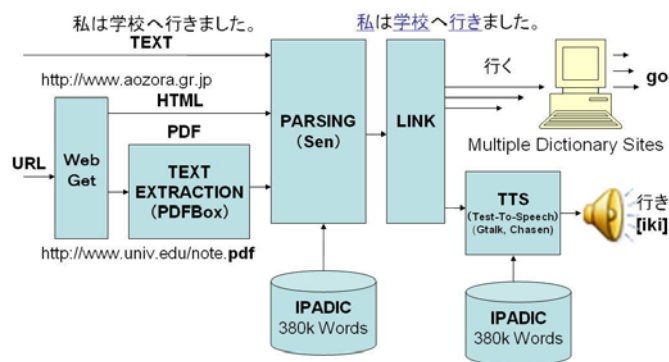 私は学校へ行きました。
TEXT
http://www.aozora.gr.jp
HTML
PDF
URL
Web
Get
TEXT
EXTRACTION
(PDFBox)
http://www.univ.edu/note.pdf
PARSING
(Sen)
IPADIC
380k Words
私は学校へ行きました。
LINK
行く
go
Multiple Dictionary Sites
TTS
(Test-To-Speech)
(Gtalk, Chasen)
行き
[iki]
IPADIC
380k Words